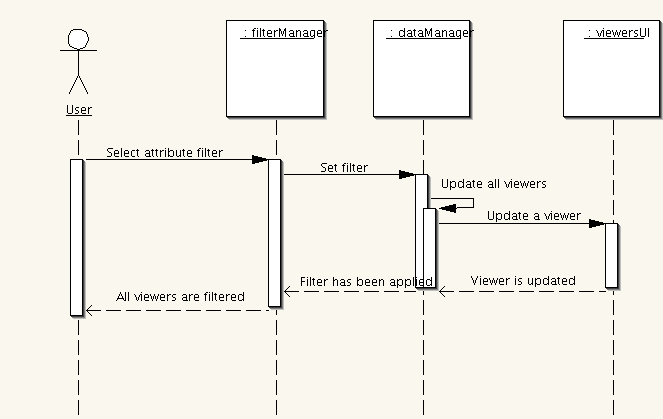 : filterManager
: dataManager
: viewersUI
User
Select attribute filter
Set filter
Update all viewers
Update a viewer
Filter has been applied
Viewer is updated
All viewers are filtered